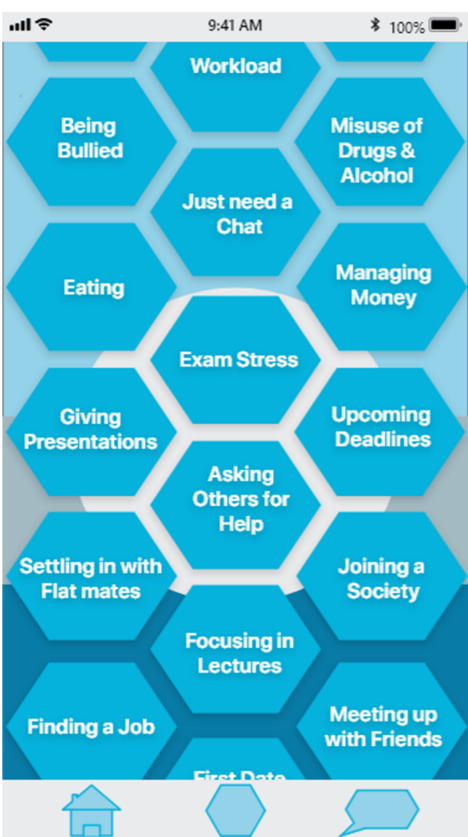 9:41 AM
100%
Workload
Being
Bullied
Misuse of
Drugs &
Alcohol
Just need a
Chat
Eating
Managing
Money
Exam Stress
Giving
Presentations
Upcoming
Deadlines
Asking
Others for
Help
Settling in with
Flat mates
Joining a
Society
Focusing in
Lectures
Finding a Job
Meeting up
with Friends
First Date